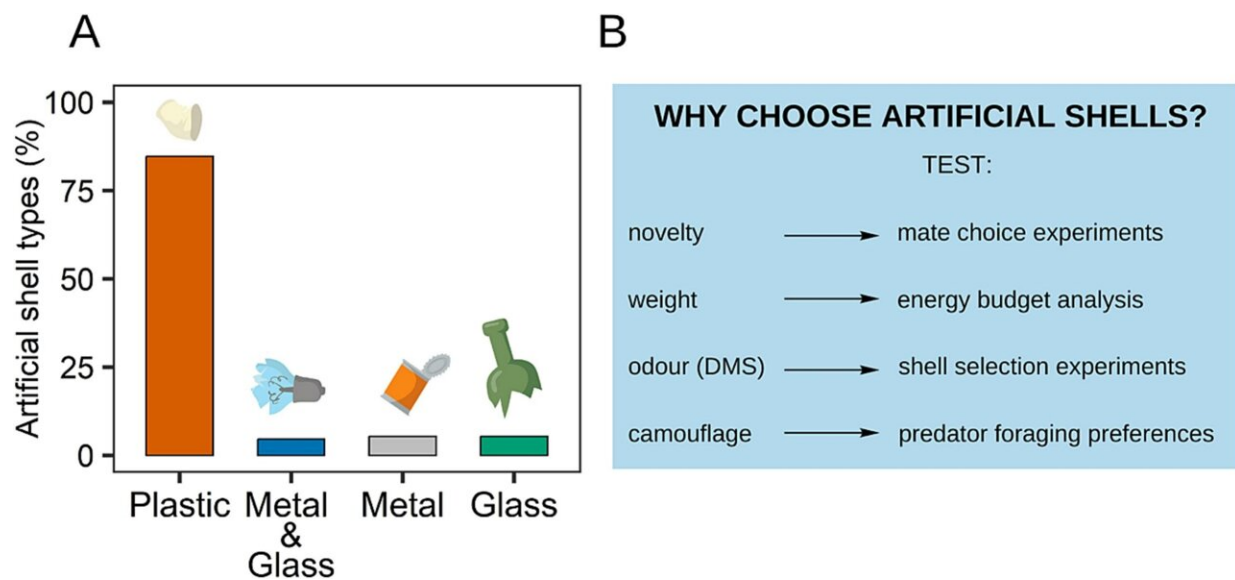 A
Artificial shell types (%)
100
75
50
25
0
Plastic
Metal
&
Glass
Metal
Glass
B
WHY CHOOSE ARTIFICIAL SHELLS?
TEST:
novelty → mate choice experiments
weight → energy budget analysis
odour (DMS) → shell selection experiments
camouflage → predator foraging preferences